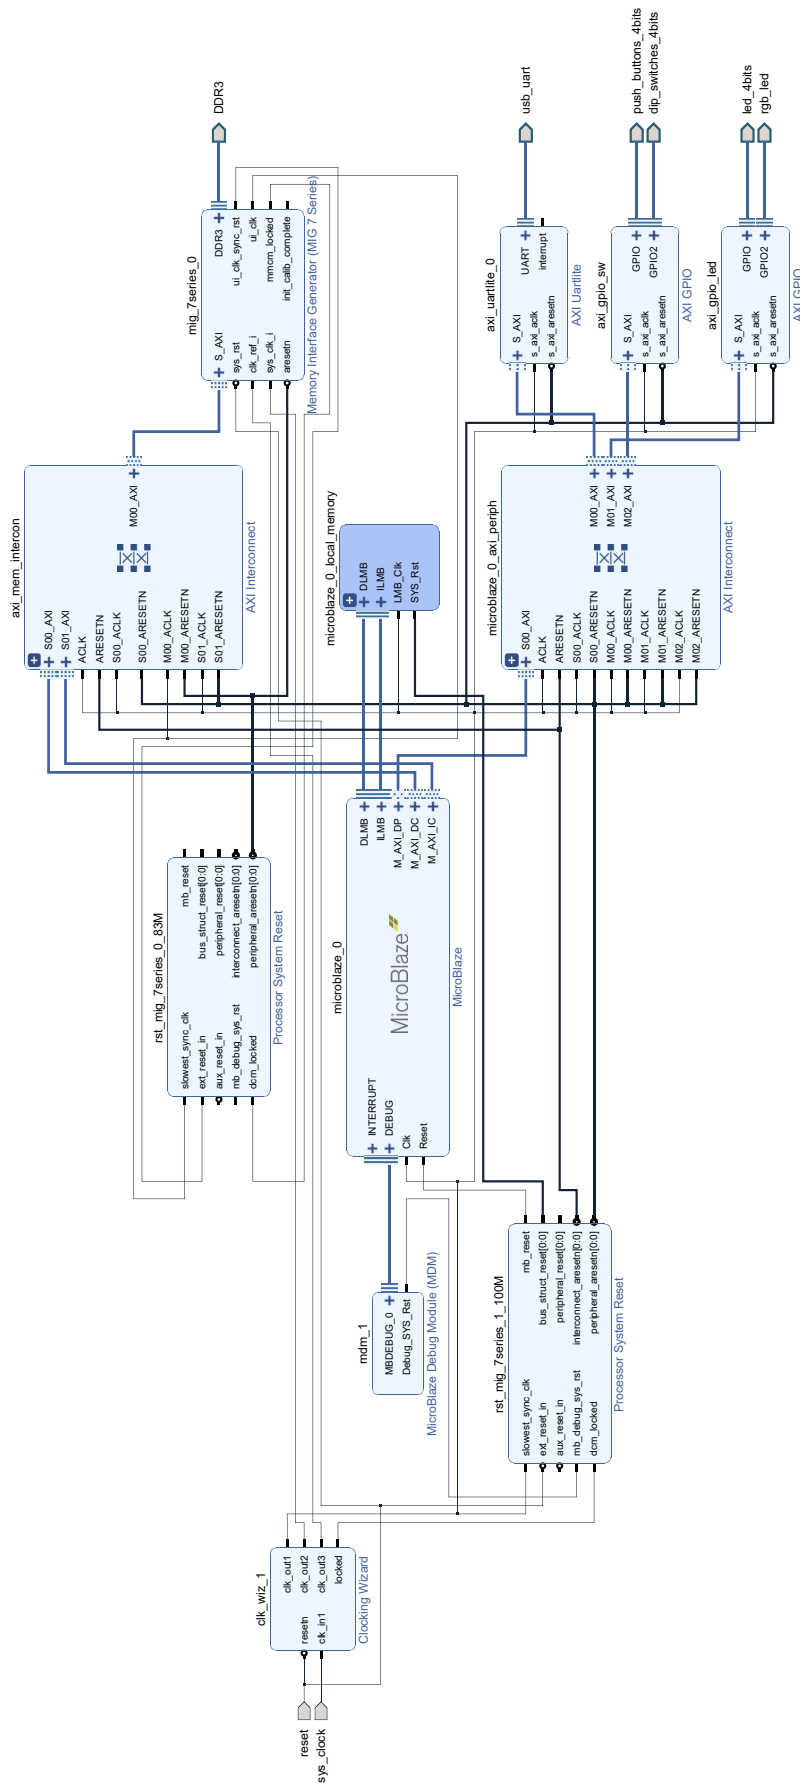 reset
sys_clock
clk_wiz_1
resetn
clk_in1
clk_out1
clk_out2
clk_out3
locked
Clocking Wizard
mdm_1
MBDEBUG_0
Debug_SYS_Rst
MicroBlaze Debug Module (MDM)
rst_mig_7series_1_100M
slowest_sync_clk
ext_reset_in
aux_reset_in
mb_debug_sys_rst
dcm_locked
mb_reset
bus_struct_reset[0:0]
peripheral_reset[0:0]
interconnect_aresetn[0:0]
peripheral_aresetn[0:0]
Processor System Reset
rst_mig_7series_0_83M
slowest_sync_clk
ext_reset_in
aux_reset_in
mb_debug_sys_rst
dcm_locked
mb_reset
bus_struct_reset[0:0]
peripheral_reset[0:0]
interconnect_aresetn[0:0]
peripheral_aresetn[0:0]
Processor System Reset
microblaze_0
INTERRUPT
DEBUG
Clk
Reset
MicroBlaze
DLMB
ILMB
M_AXI_DP
M_AXI_DC
M_AXI_IC
MicroBlaze
axi_mem_intercon
S00_AXI
S01_AXI
ACLK
ARESETN
S00_ACLK
S00_ARESETN
M00_ACLK
M00_ARESETN
S01_ACLK
S01_ARESETN
M00_AXI
AXI Interconnect
microblaze_0_local_memory
DLMB
ILMB
LMB_Clk
SYS_Rst
microblaze_0_axi_periph
S00_AXI
ACLK
ARESETN
S00_ACLK
S00_ARESETN
M00_ACLK
M00_ARESETN
M01_ACLK
M01_ARESETN
M02_ACLK
M02_ARESETN
M00_AXI
M01_AXI
M02_AXI
AXI Interconnect
mig_7series_0
S_AXI
sys_rst
clk_ref_i
sys_clk_i
aresetn
DDR3
ui_clk_sync_rst
ui_clk
mmcm_locked
init_calib_complete
Memory Interface Generator (MIG 7 Series)
axi_uartlite_0
S_AXI
s_axi_aclk
s_axi_aresetn
UART
interrupt
AXI Uartlite
axi_gpio_sw
S_AXI
s_axi_aclk
s_axi_aresetn
GPIO
GPIO2
AXI GPIO
axi_gpio_led
S_AXI
s_axi_aclk
s_axi_aresetn
GPIO
GPIO2
AXI GPIO
DDR3
usb_uart
push_buttons_4bits
dip_switches_4bits
led_4bits
rgb_led